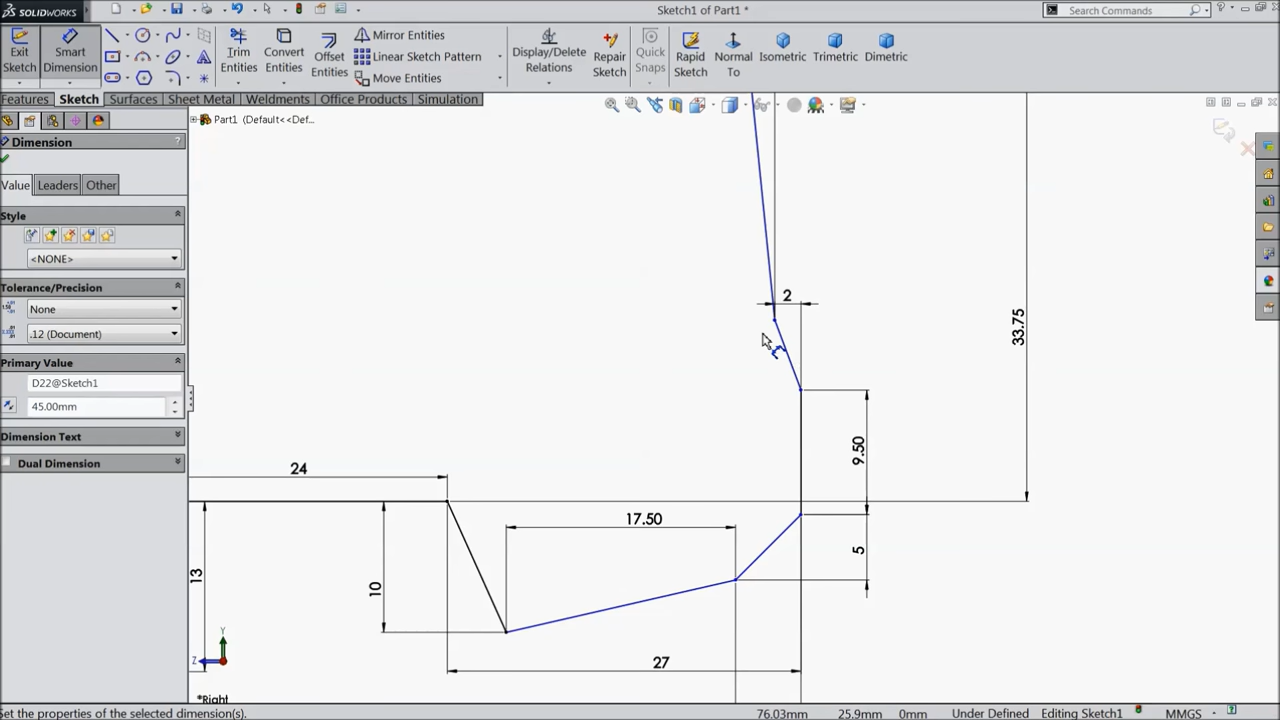 SOLIDWORKS
Sketch1 of Part1 *
Search Commands
Exit Sketch
Smart Dimension
Trim Entities
Convert Entities
Offset Entities
Mirror Entities
Linear Sketch Pattern
Move Entities
Display/Delete Relations
Repair Sketch
Quick Snaps
Rapid Sketch
Normal To
Isometric
Trimetric
Dimetric
Features
Sketch
Surfaces
Sheet Metal
Weldments
Office Products
Simulation
Part1 (Default<<Def...
Dimension
?
Value
Leaders
Other
Style
<NONE>
Tolerance/Precision
None
.12 (Document)
Primary Value
D22@Sketch1
45.00mm
Dimension Text
Dual Dimension
2
33.75
9.50
24
17.50
5
13
10
27
Y
Z
*Right
Set the properties of the selected dimension(s).
76.03mm
25.9mm
0mm
Under Defined
Editing Sketch1
MMGS